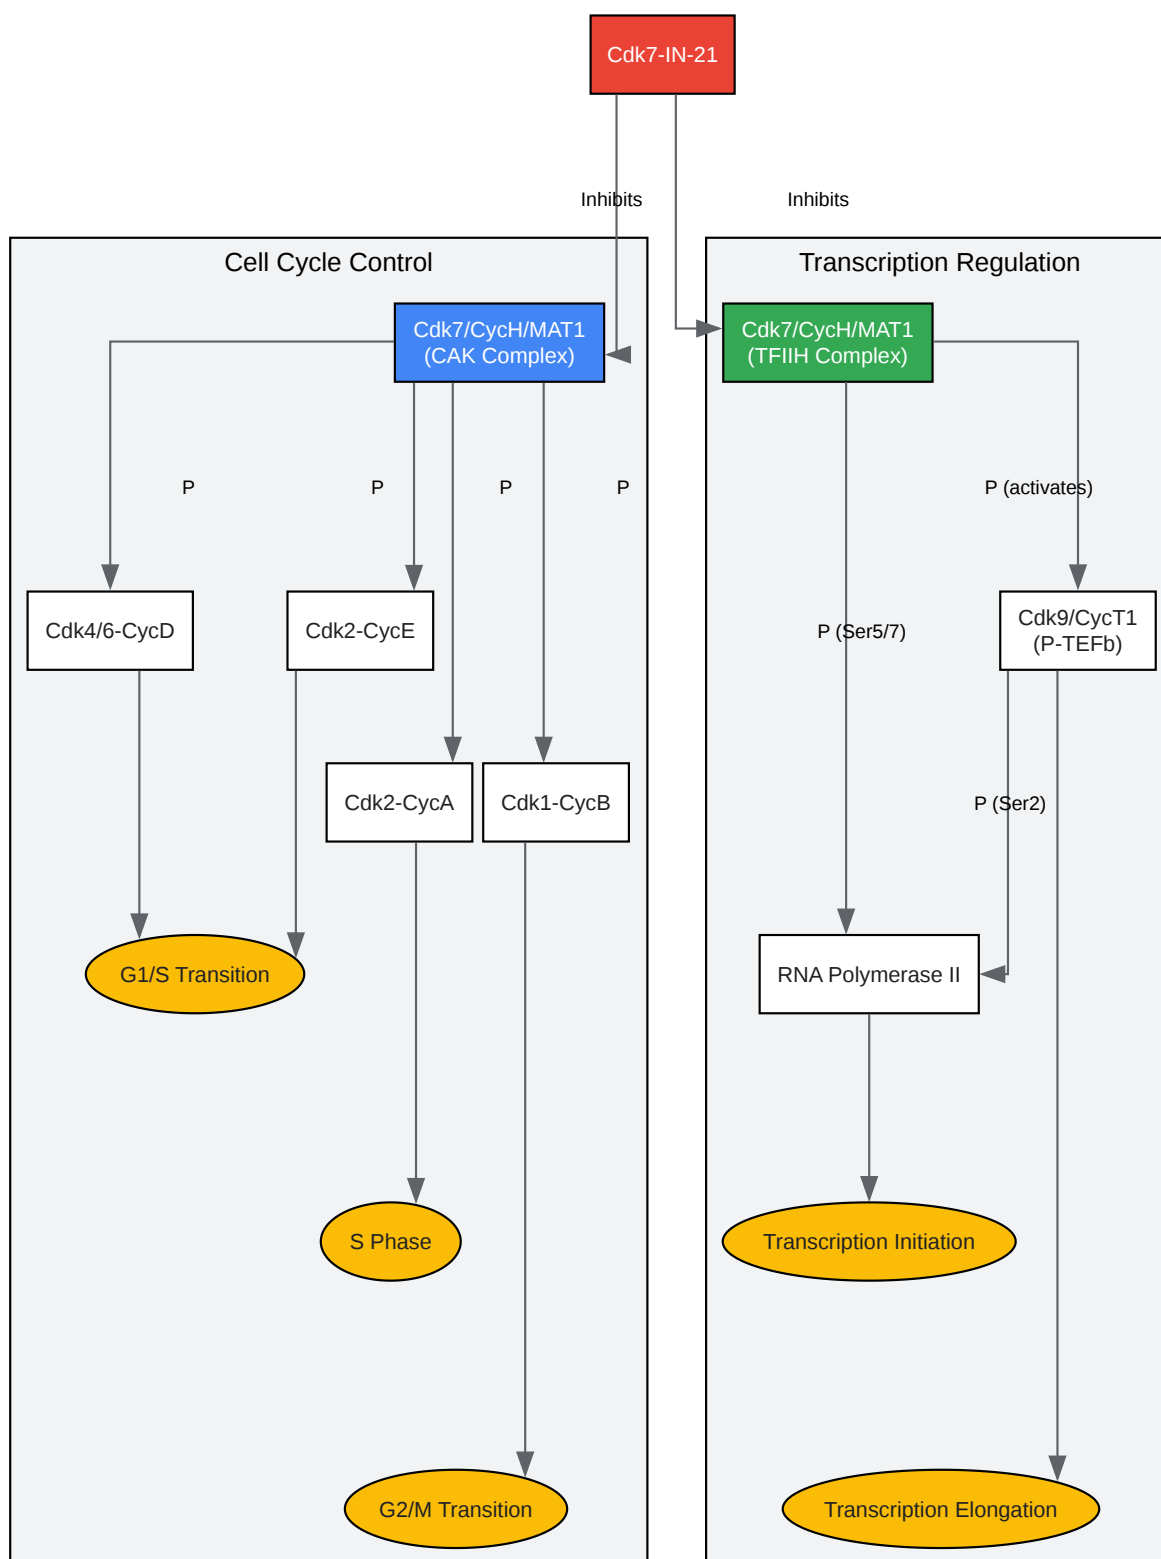 Cdk7-IN-21
Inhibits
Inhibits
Cell Cycle Control
Transcription Regulation
Cdk7/CycH/MAT1
(CAK Complex)
Cdk7/CycH/MAT1
(TFIIH Complex)
P
P
P
P
P (activates)
Cdk4/6-CycD
Cdk2-CycE
P (Ser5/7)
Cdk9/CycT1
(P-TEFb)
Cdk2-CycA
Cdk1-CycB
P (Ser2)
G1/S Transition
RNA Polymerase II
S Phase
Transcription Initiation
G2/M Transition
Transcription Elongation